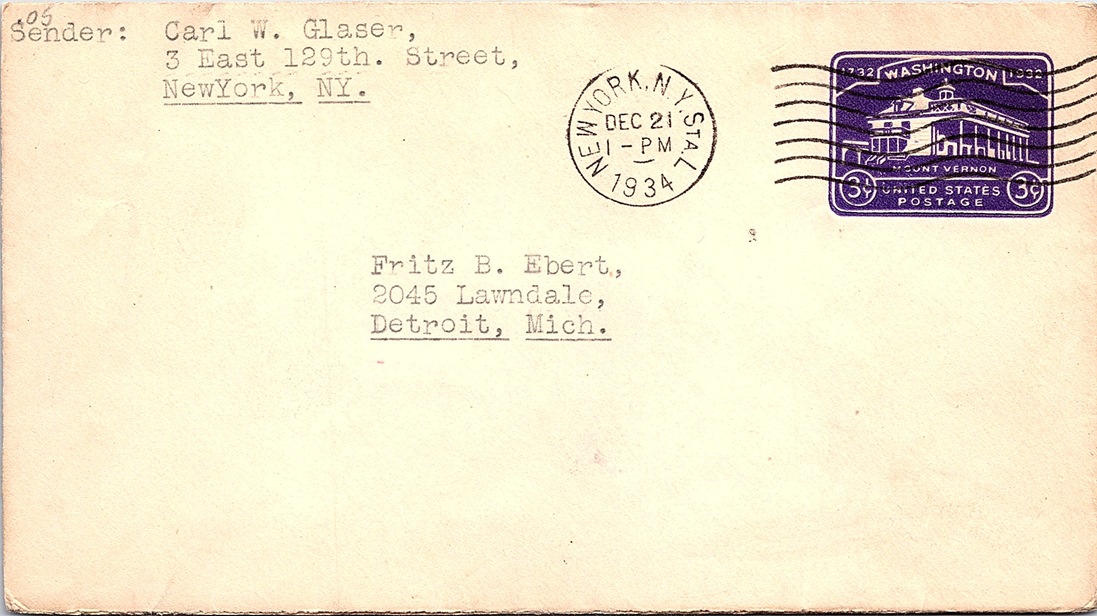 .05
Sender: Carl W. Glaser,
3 East 129th. Street,
NewYork, NY.
NEW YORK, N.Y. STA. L
DEC 21
1-PM
1934
1732 WASHINGTON 1932
MOUNT VERNON
3¢ UNITED STATES 3¢
POSTAGE
Fritz B. Ebert,
2045 Lawndale,
Detroit, Mich.